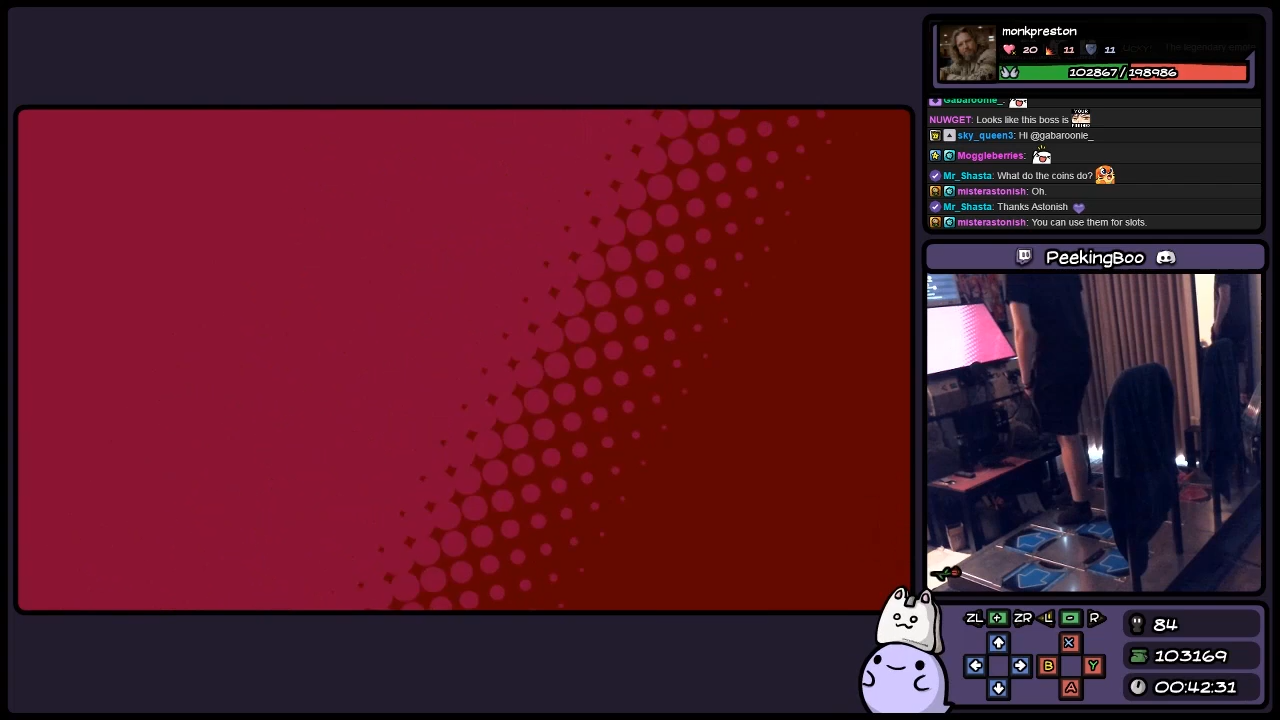 monkpreston
20 11 11
102867 / 198986
Gabaroonie_:
NUWGET: Looks like this boss is YOUR
sky_queen3: Hi @gabaroonie_
Moggleberries:
Mr_Shasta: What do the coins do?
misterastonish: Oh.
Mr_Shasta: Thanks Astonish
misterastonish: You can use them for slots.
PeekingBoo
ZL + ZR L - R
X
B Y
A
84
103169
00:42:31